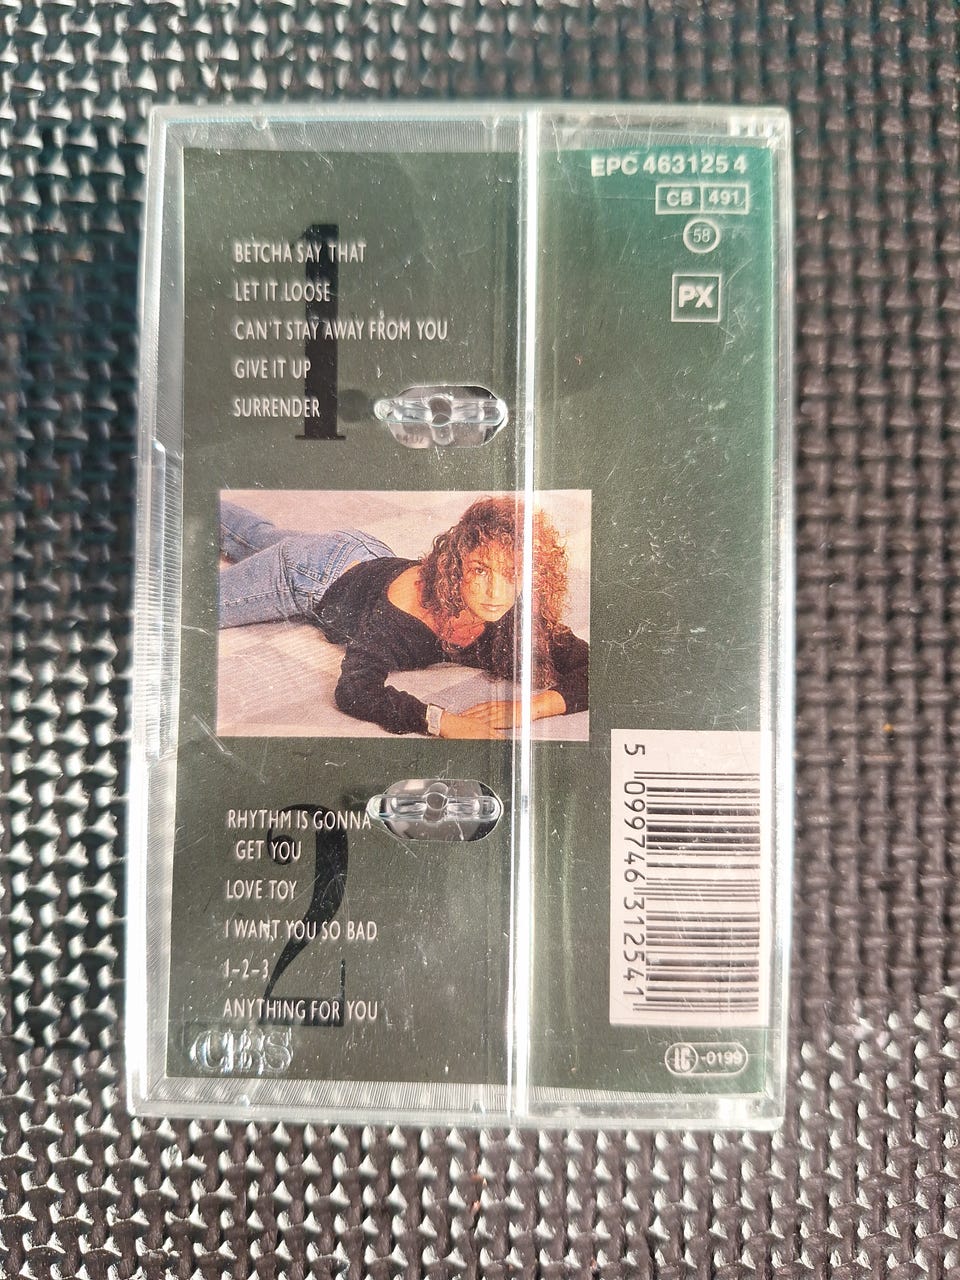 EPC 463125 4
CB 491
58
PX
1
BETCHA SAY THAT
LET IT LOOSE
CAN'T STAY AWAY FROM YOU
GIVE IT UP
SURRENDER
2
RHYTHM IS GONNA
GET YOU
LOVE TOY
I WANT YOU SO BAD
1-2-3
ANYTHING FOR YOU
CBS
5 099746 312541
LC -0199